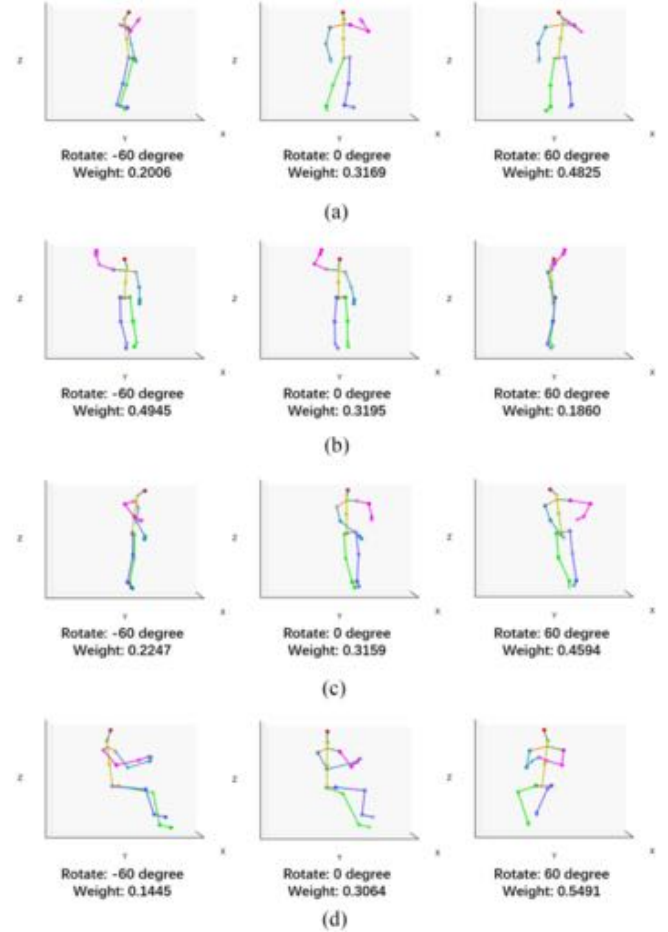 Z Z Z
X X X
Y Y Y
Rotate: -60 degree Rotate: 0 degree Rotate: 60 degree
Weight: 0.2006 Weight: 0.3169 Weight: 0.4825
(a)
Z Z Z
X X X
Y Y Y
Rotate: -60 degree Rotate: 0 degree Rotate: 60 degree
Weight: 0.4945 Weight: 0.3195 Weight: 0.1860
(b)
Z Z Z
X X X
Y Y Y
Rotate: -60 degree Rotate: 0 degree Rotate: 60 degree
Weight: 0.2247 Weight: 0.3159 Weight: 0.4594
(c)
Z Z Z
X X X
Y Y Y
Rotate: -60 degree Rotate: 0 degree Rotate: 60 degree
Weight: 0.1445 Weight: 0.3064 Weight: 0.5491
(d)